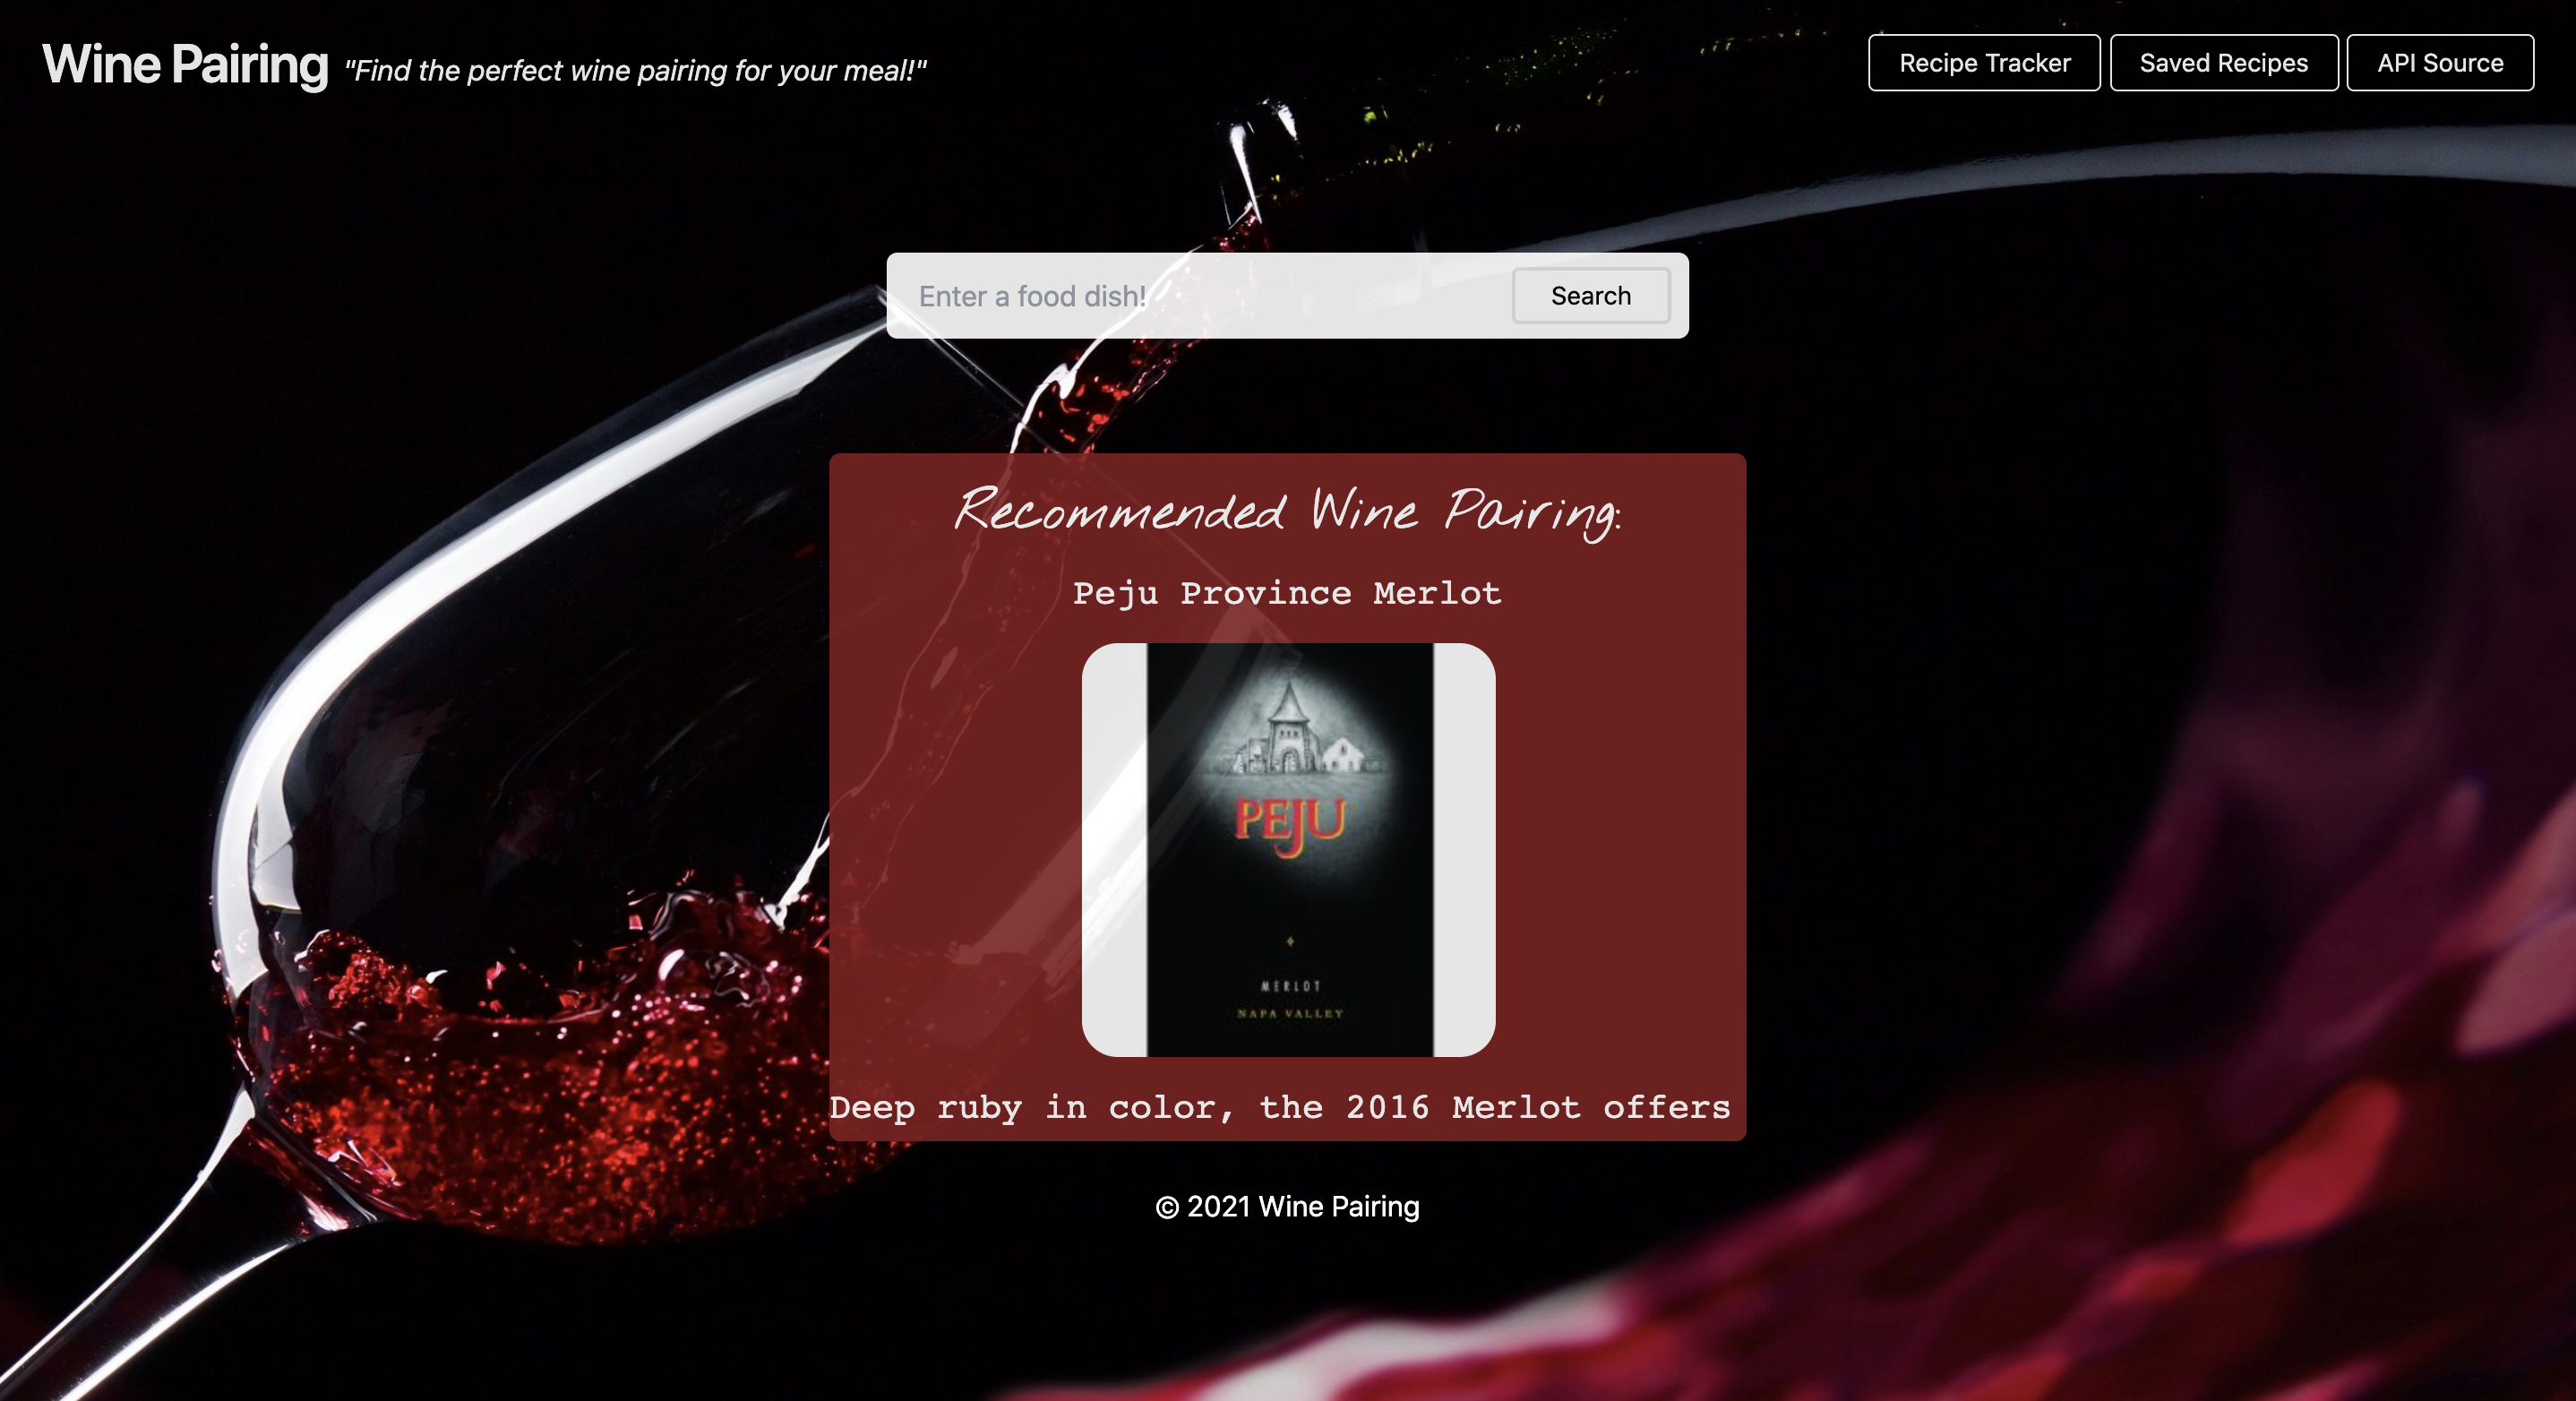 Wine Pairing "Find the perfect wine pairing for your meal!"
Recipe Tracker Saved Recipes API Source
Enter a food dish! Search
Recommended Wine Pairing:
Peju Province Merlot
PEJU
MERLOT
NAPA VALLEY
Deep ruby in color, the 2016 Merlot offers
© 2021 Wine Pairing